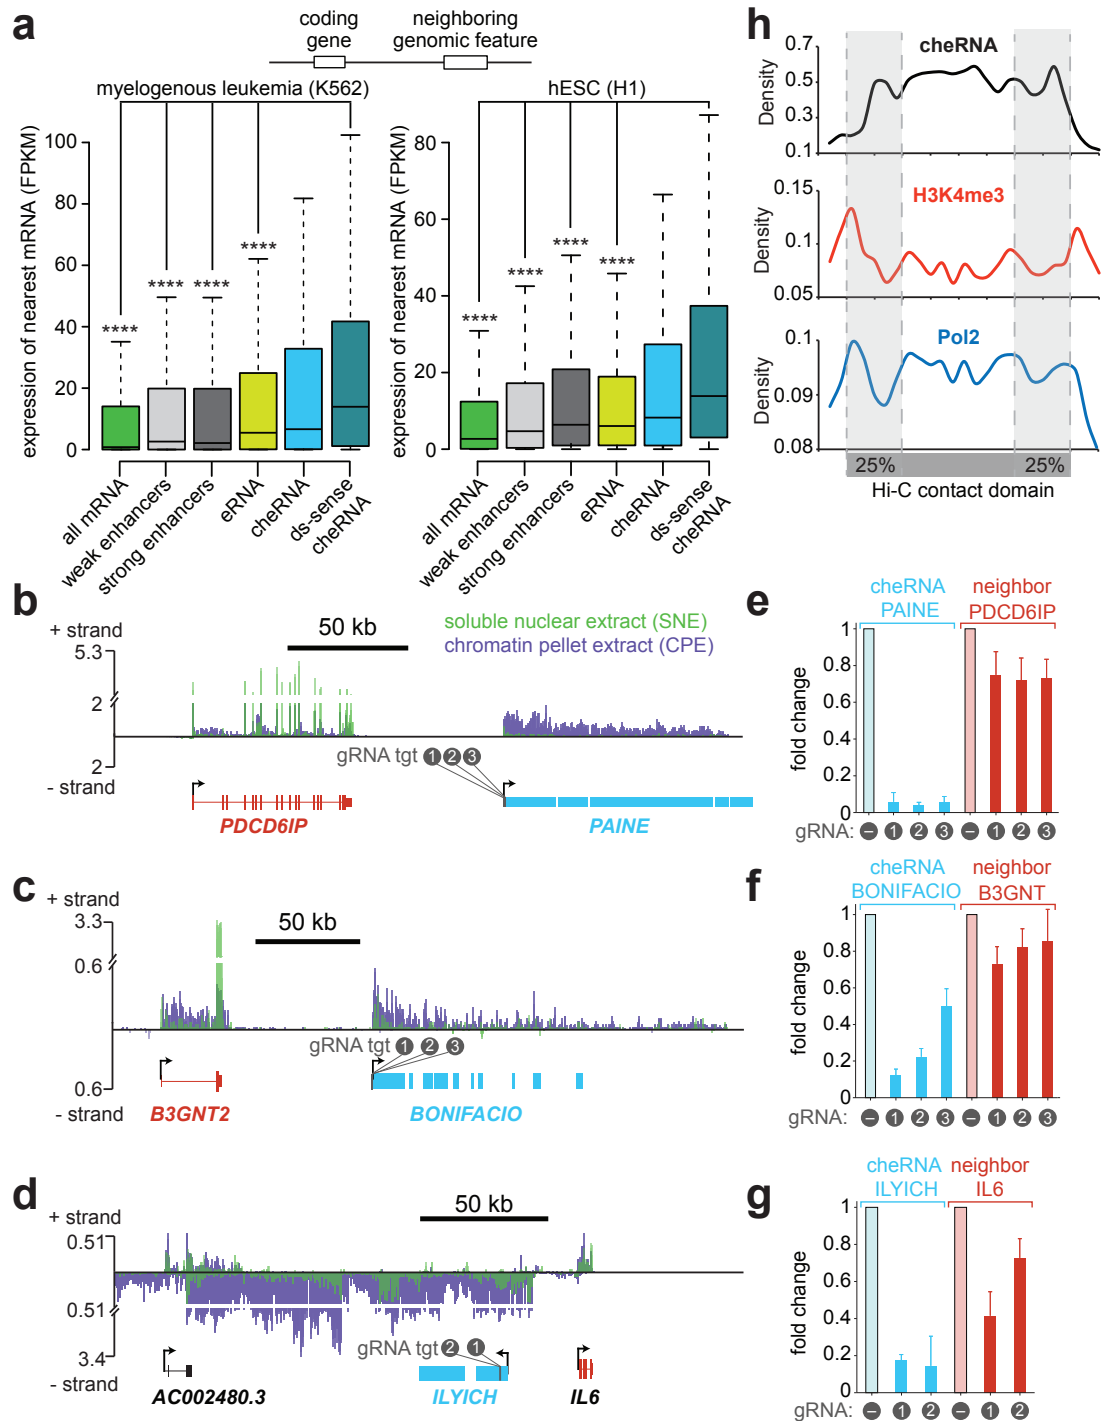 a
coding
gene
neighboring
genomic feature
myelogenous leukemia (K562)
expression of nearest mRNA (FPKM)
100
80
60
40
20
0
****
****
****
****
all mRNA
weak enhancers
strong enhancers
eRNA
cheRNA
ds-sense
cheRNA
hESC (H1)
expression of nearest mRNA (FPKM)
80
60
40
20
0
****
****
****
****
all mRNA
weak enhancers
strong enhancers
eRNA
cheRNA
ds-sense
cheRNA
h
cheRNA
Density
0.7
0.5
0.3
0.1
H3K4me3
Density
0.15
0.1
0.05
Pol2
Density
0.1
0.09
0.08
25%
25%
Hi-C contact domain
b
+ strand
5.3
2
2
- strand
50 kb
soluble nuclear extract (SNE)
chromatin pellet extract (CPE)
gRNA tgt 1 2 3
PDCD6IP
PAINE
e
cheRNA
PAINE
neighbor
PDCD6IP
fold change
1
0.8
0.6
0.4
0.2
0
gRNA: – 1 2 3 – 1 2 3
c
+ strand
3.3
0.6
0.6
- strand
50 kb
gRNA tgt 1 2 3
B3GNT2
BONIFACIO
f
cheRNA
BONIFACIO
neighbor
B3GNT
fold change
1
0.8
0.6
0.4
0.2
0
gRNA: – 1 2 3 – 1 2 3
d
+ strand
0.51
0.51
3.4
- strand
50 kb
gRNA tgt 2 1
AC002480.3
ILYICH
IL6
g
cheRNA
ILYICH
neighbor
IL6
fold change
1
0.8
0.6
0.4
0.2
0
gRNA: – 1 2 – 1 2